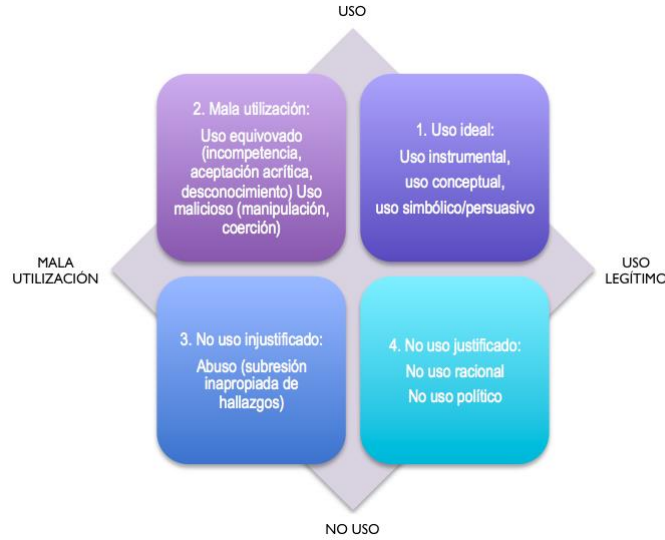 USO
2. Mala utilización:
Uso equivovado
(incompetencia,
aceptación acrítica,
desconocimiento) Uso
malicioso (manipulación,
coerción)
1. Uso ideal:
Uso instrumental,
uso conceptual,
uso simbólico/persuasivo
MALA
UTILIZACIÓN
USO
LEGÍTIMO
3. No uso injustificado:
Abuso (subresión
inapropiada de
hallazgos)
4. No uso justificado:
No uso racional
No uso político
NO USO